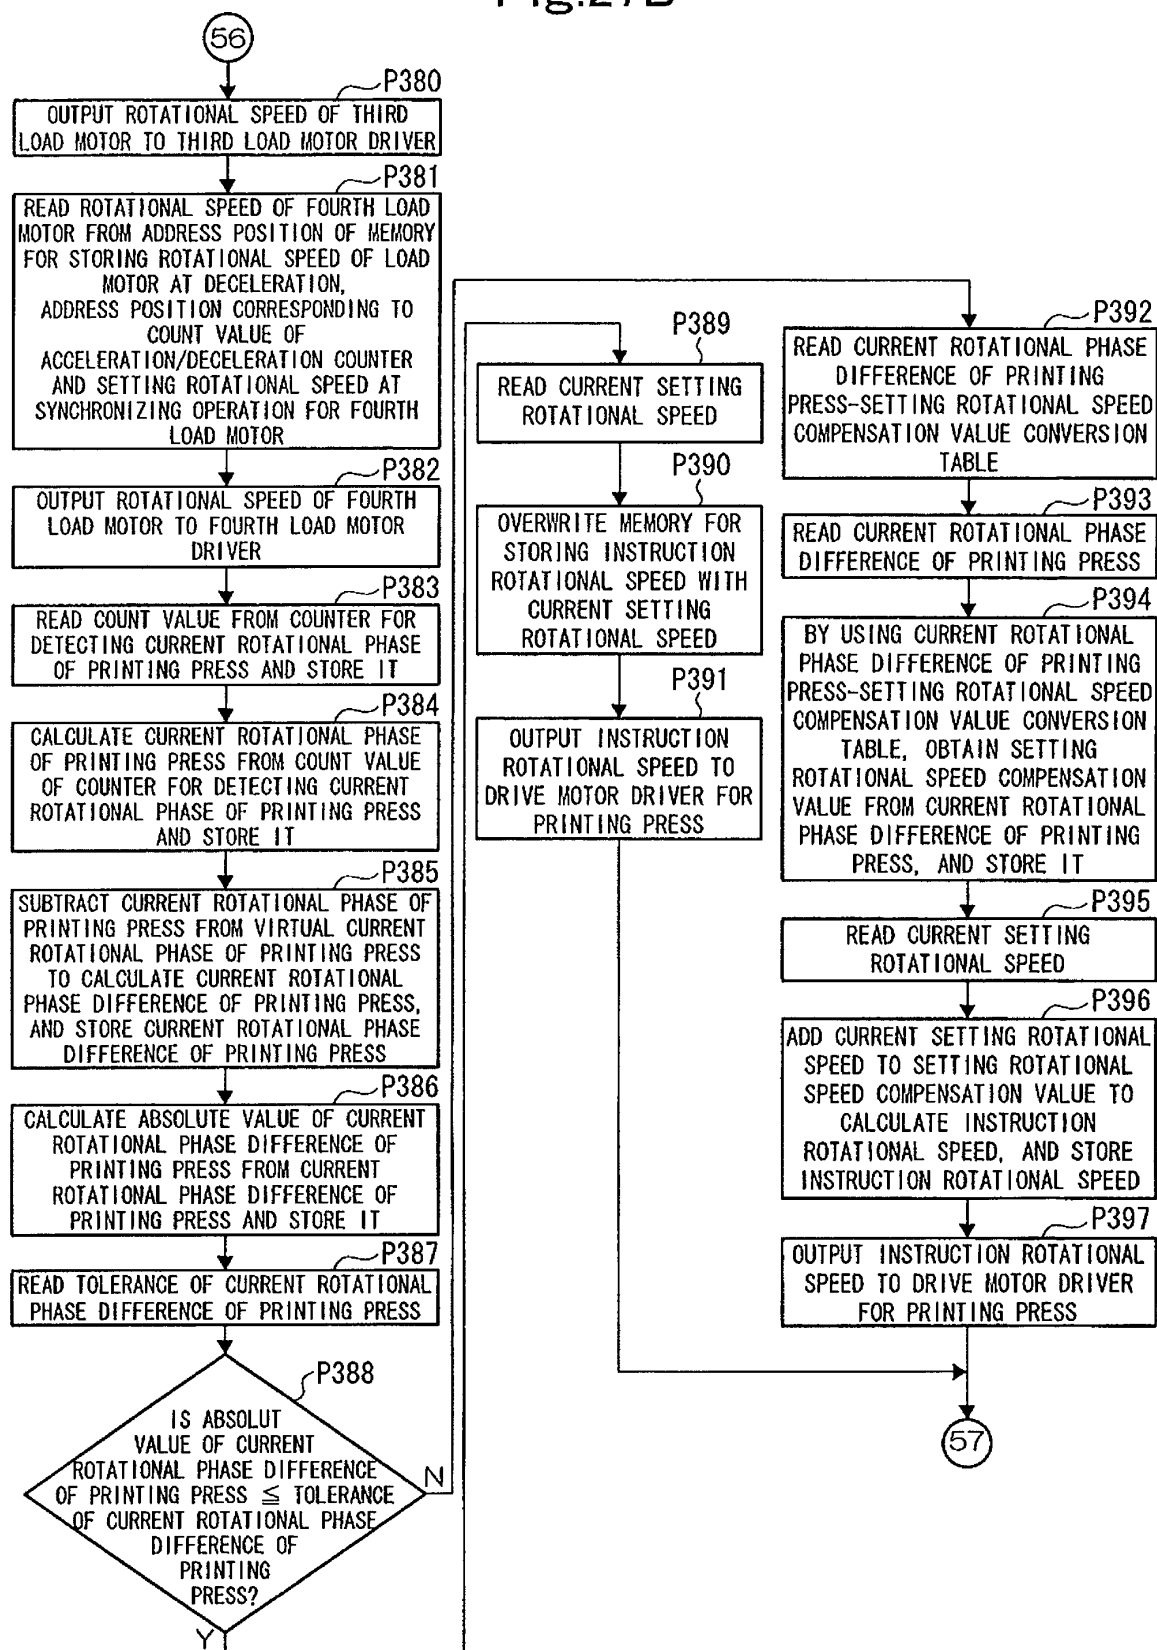 56
P380
OUTPUT ROTATIONAL SPEED OF THIRD
LOAD MOTOR TO THIRD LOAD MOTOR DRIVER
P381
READ ROTATIONAL SPEED OF FOURTH LOAD
MOTOR FROM ADDRESS POSITION OF MEMORY
FOR STORING ROTATIONAL SPEED OF LOAD
MOTOR AT DECELERATION,
ADDRESS POSITION CORRESPONDING TO
COUNT VALUE OF
ACCELERATION/DECELERATION COUNTER
AND SETTING ROTATIONAL SPEED AT
SYNCHRONIZING OPERATION FOR FOURTH
LOAD MOTOR
P382
OUTPUT ROTATIONAL SPEED OF FOURTH
LOAD MOTOR TO FOURTH LOAD MOTOR
DRIVER
P383
READ COUNT VALUE FROM COUNTER FOR
DETECTING CURRENT ROTATIONAL PHASE
OF PRINTING PRESS AND STORE IT
P384
CALCULATE CURRENT ROTATIONAL PHASE
OF PRINTING PRESS FROM COUNT VALUE
OF COUNTER FOR DETECTING CURRENT
ROTATIONAL PHASE OF PRINTING PRESS
AND STORE IT
P385
SUBTRACT CURRENT ROTATIONAL PHASE OF
PRINTING PRESS FROM VIRTUAL CURRENT
ROTATIONAL PHASE OF PRINTING PRESS
TO CALCULATE CURRENT ROTATIONAL
PHASE DIFFERENCE OF PRINTING PRESS,
AND STORE CURRENT ROTATIONAL PHASE
DIFFERENCE OF PRINTING PRESS
P386
CALCULATE ABSOLUTE VALUE OF CURRENT
ROTATIONAL PHASE DIFFERENCE OF
PRINTING PRESS FROM CURRENT
ROTATIONAL PHASE DIFFERENCE OF
PRINTING PRESS AND STORE IT
P387
READ TOLERANCE OF CURRENT ROTATIONAL
PHASE DIFFERENCE OF PRINTING PRESS
P388
IS ABSOLUT
VALUE OF CURRENT
ROTATIONAL PHASE DIFFERENCE
OF PRINTING PRESS ≦ TOLERANCE
OF CURRENT ROTATIONAL PHASE
DIFFERENCE OF
PRINTING
PRESS?
N
Y
P389
READ CURRENT SETTING
ROTATIONAL SPEED
P390
OVERWRITE MEMORY FOR
STORING INSTRUCTION
ROTATIONAL SPEED WITH
CURRENT SETTING
ROTATIONAL SPEED
P391
OUTPUT INSTRUCTION
ROTATIONAL SPEED TO
DRIVE MOTOR DRIVER FOR
PRINTING PRESS
P392
READ CURRENT ROTATIONAL PHASE
DIFFERENCE OF PRINTING
PRESS-SETTING ROTATIONAL SPEED
COMPENSATION VALUE CONVERSION
TABLE
P393
READ CURRENT ROTATIONAL PHASE
DIFFERENCE OF PRINTING PRESS
P394
BY USING CURRENT ROTATIONAL
PHASE DIFFERENCE OF PRINTING
PRESS-SETTING ROTATIONAL SPEED
COMPENSATION VALUE CONVERSION
TABLE, OBTAIN SETTING
ROTATIONAL SPEED COMPENSATION
VALUE FROM CURRENT ROTATIONAL
PHASE DIFFERENCE OF PRINTING
PRESS, AND STORE IT
P395
READ CURRENT SETTING
ROTATIONAL SPEED
P396
ADD CURRENT SETTING ROTATIONAL
SPEED TO SETTING ROTATIONAL
SPEED COMPENSATION VALUE TO
CALCULATE INSTRUCTION
ROTATIONAL SPEED, AND STORE
INSTRUCTION ROTATIONAL SPEED
P397
OUTPUT INSTRUCTION ROTATIONAL
SPEED TO DRIVE MOTOR DRIVER
FOR PRINTING PRESS
57